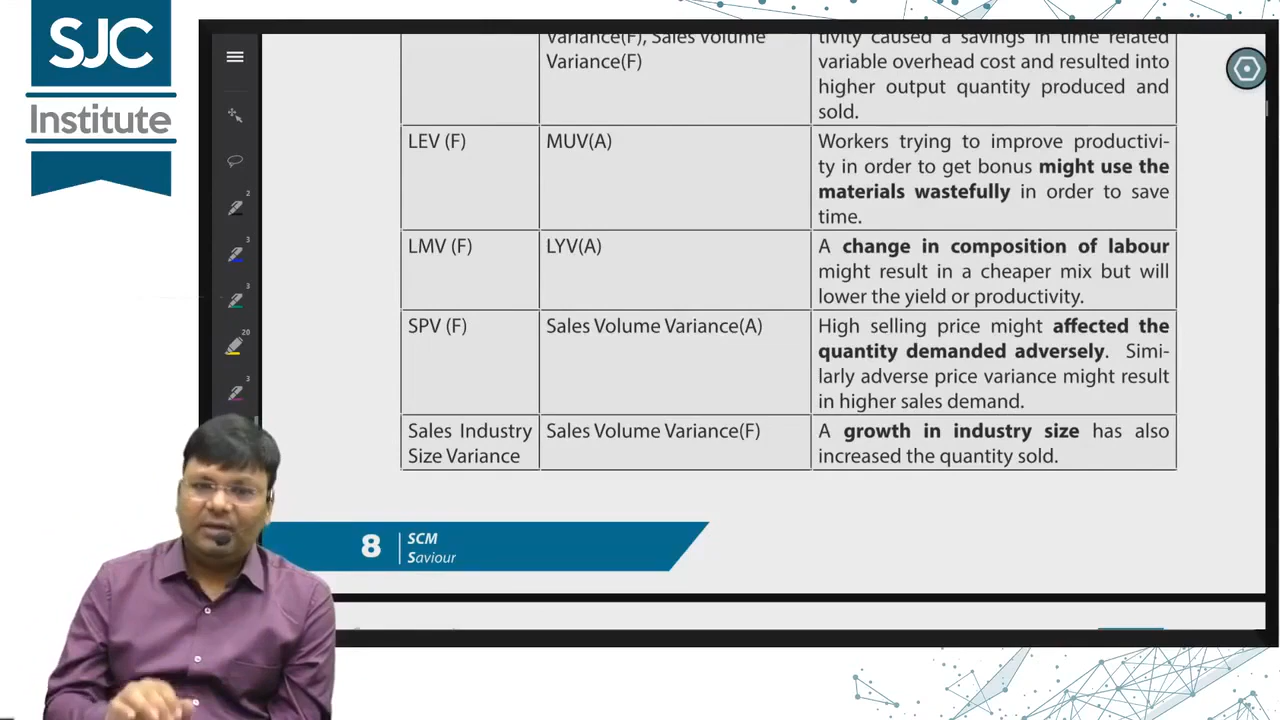 SJC
Institute
2
3
3
20
3
Variance(F), Sales Volume
Variance(F)
tivity caused a savings in time related
variable overhead cost and resulted into
higher output quantity produced and
sold.
LEV (F)
MUV(A)
Workers trying to improve productivi-
ty in order to get bonus might use the
materials wastefully in order to save
time.
LMV (F)
LYV(A)
A change in composition of labour
might result in a cheaper mix but will
lower the yield or productivity.
SPV (F)
Sales Volume Variance(A)
High selling price might affected the
quantity demanded adversely. Simi-
larly adverse price variance might result
in higher sales demand.
Sales Industry
Size Variance
Sales Volume Variance(F)
A growth in industry size has also
increased the quantity sold.
8
SCM
Saviour